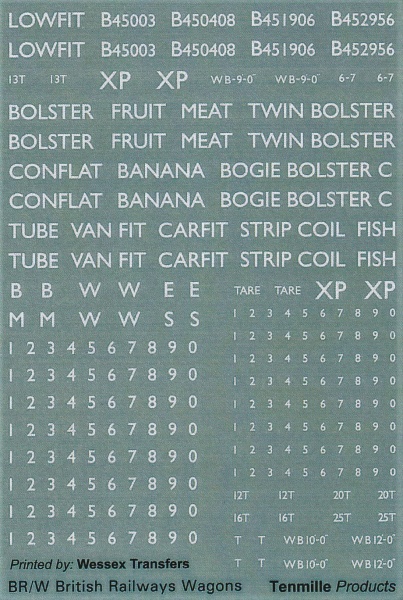 LOWFIT B45003 B450408 B451906 B452956
LOWFIT B45003 B450408 B451906 B452956
13T 13T XP XP WB-9-0" WB-9-0" 6-7 6-7
BOLSTER FRUIT MEAT TWIN BOLSTER
BOLSTER FRUIT MEAT TWIN BOLSTER
CONFLAT BANANA BOGIE BOLSTER C
CONFLAT BANANA BOGIE BOLSTER C
TUBE VAN FIT CARFIT STRIP COIL FISH
TUBE VAN FIT CARFIT STRIP COIL FISH
B B W W E E
M M W W S S
1 2 3 4 5 6 7 8 9 0
1 2 3 4 5 6 7 8 9 0
1 2 3 4 5 6 7 8 9 0
1 2 3 4 5 6 7 8 9 0
1 2 3 4 5 6 7 8 9 0
1 2 3 4 5 6 7 8 9 0
1 2 3 4 5 6 7 8 9 0
1 2 3 4 5 6 7 8 9 0
TARE TARE XP XP
1 2 3 4 5 6 7 8 9 0
1 2 3 4 5 6 7 8 9 0
1 2 3 4 5 6 7 8 9 0
1 2 3 4 5 6 7 8 9 0
1 2 3 4 5 6 7 8 9 0
1 2 3 4 5 6 7 8 9 0
1 2 3 4 5 6 7 8 9 0
1 2 3 4 5 6 7 8 9 0
12T 12T 20T 20T
16T 16T 25T 25T
T T WB10-0" WB12-0"
T T WB10-0" WB12-0"
Printed by: Wessex Transfers
BR/W British Railways Wagons Tenmille Products